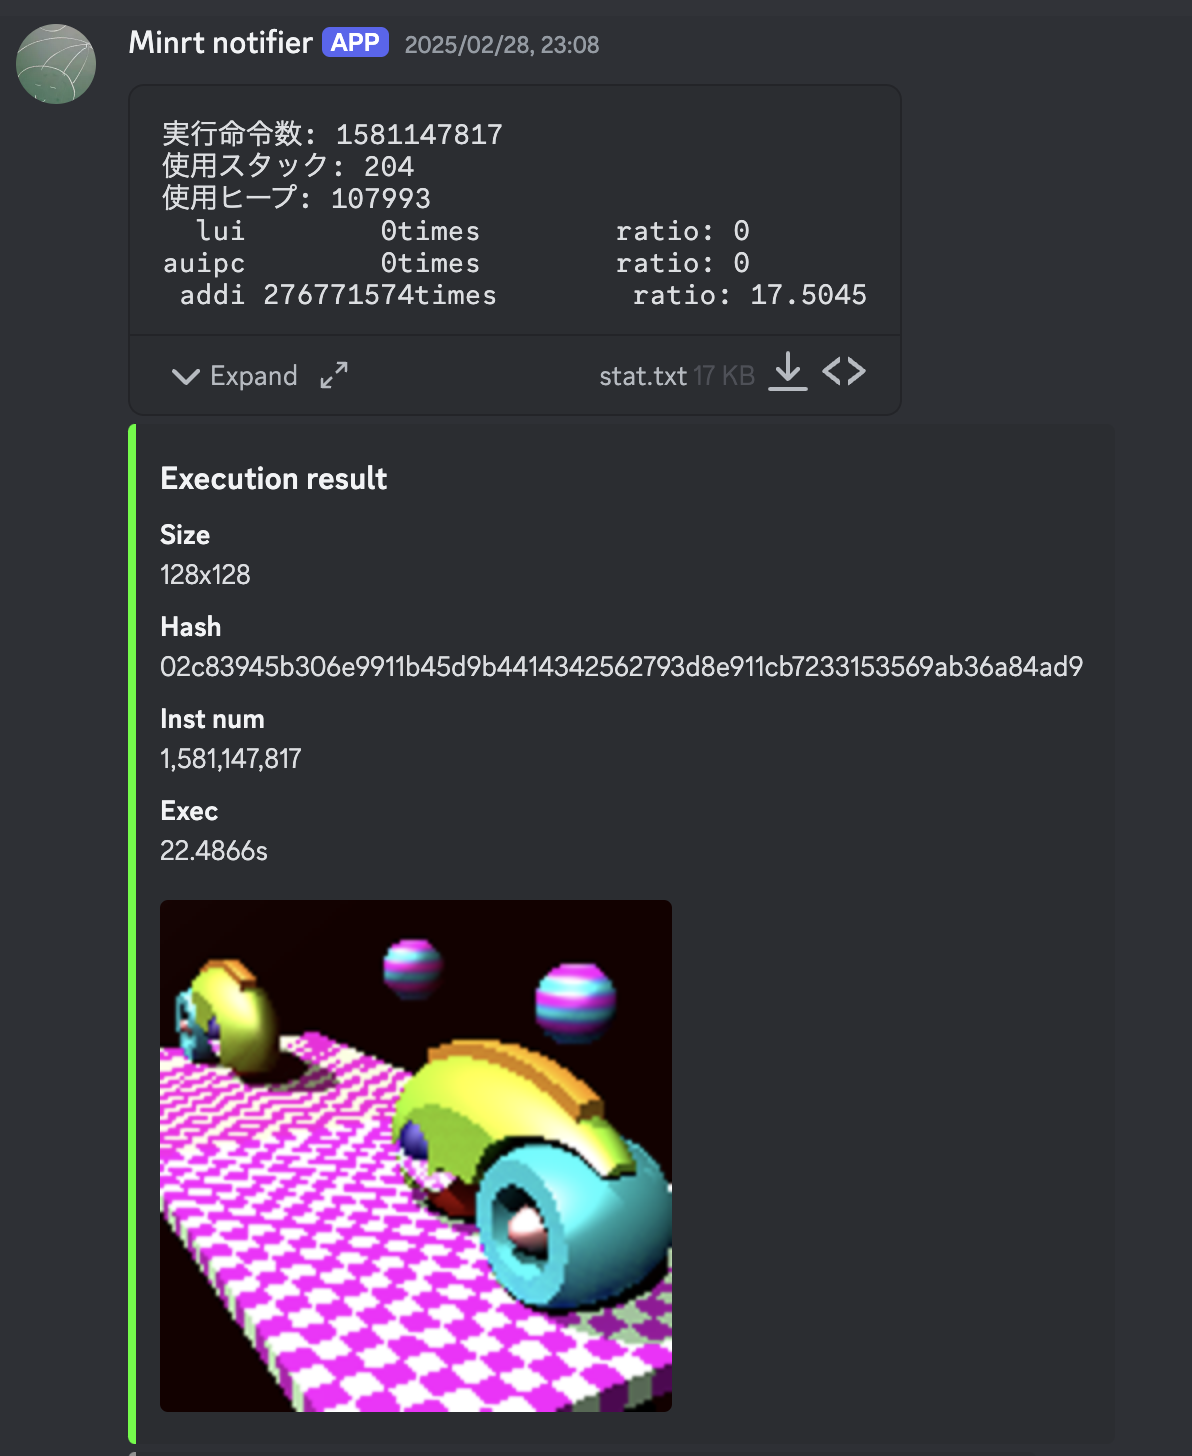 Minrt notifier APP 2025/02/28, 23:08
実行命令数: 1581147817
使用スタック: 204
使用ヒープ: 107993
lui 0times ratio: 0
auipc 0times ratio: 0
addi 276771574times ratio: 17.5045
Expand stat.txt 17 KB
Execution result
Size
128x128
Hash
02c83945b306e9911b45d9b4414342562793d8e911cb7233153569ab36a84ad9
Inst num
1,581,147,817
Exec
22.4866s